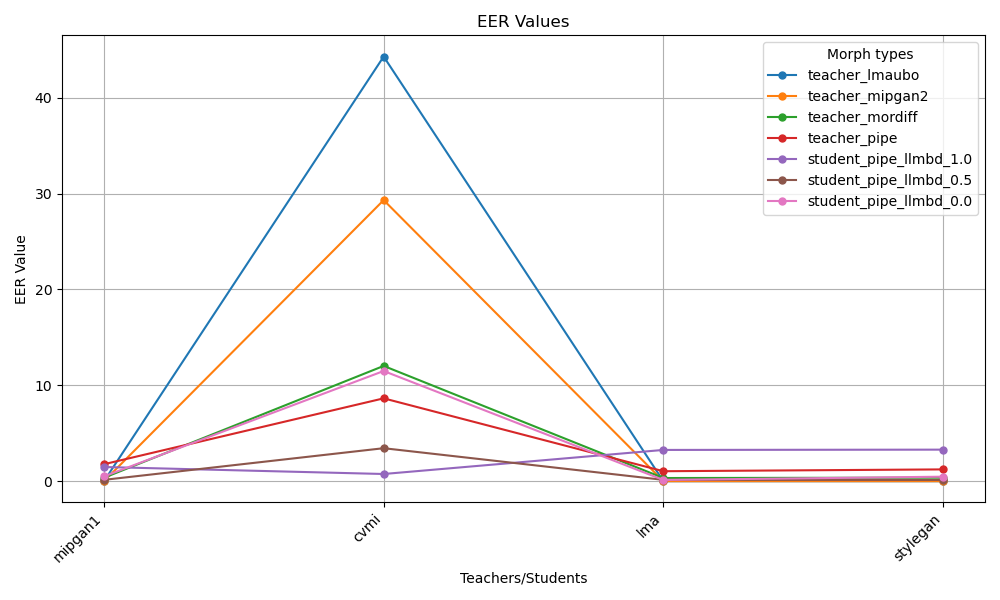 EER Values
Morph types
teacher_lmaubo
teacher_mipgan2
teacher_mordiff
teacher_pipe
student_pipe_llmbd_1.0
student_pipe_llmbd_0.5
student_pipe_llmbd_0.0
EER Value
40
30
20
10
0
mipgan1
cvmi
lma
stylegan
Teachers/Students